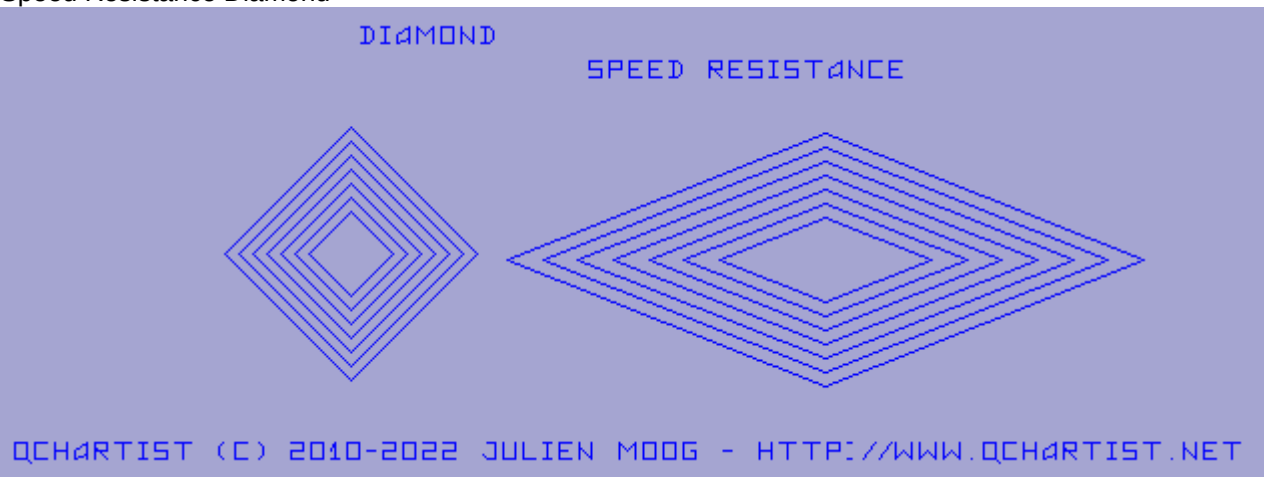 Speed Resistance Diamond
DIAMOND
SPEED RESISTANCE
QCHARTIST (C) 2010-2022 JULIEN MOOG - HTTP://WWW.QCHARTIST.NET